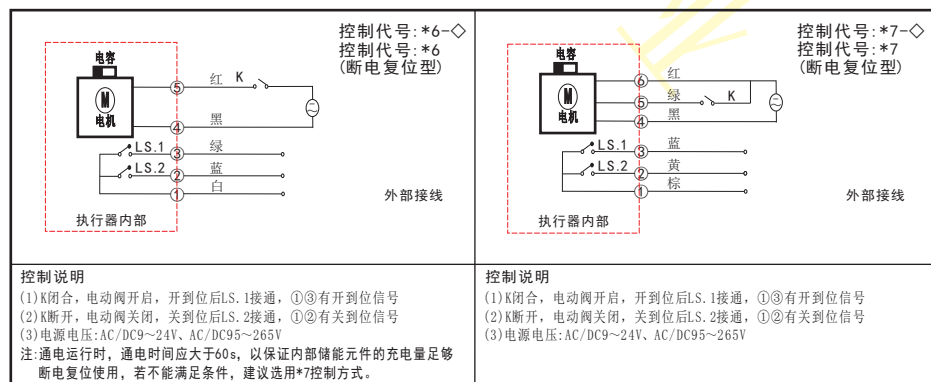 控制代号:*6-◇
控制代号:*6
(断电复位型)
电容
M
电机
⑤ 红 K
④ 黑
LS.1 ③ 绿
LS.2 ② 蓝
① 白
外部接线
执行器内部
控制说明
(1)K闭合，电动阀开启，开到位后LS.1接通，①③有开到位信号
(2)K断开，电动阀关闭，关到位后LS.2接通，①②有关到位信号
(3)电源电压:AC/DC9～24V、AC/DC95～265V
注:通电运行时，通电时间应大于60s，以保证内部储能元件的充电量足够
断电复位使用，若不能满足条件，建议选用*7控制方式。
控制代号:*7-◇
控制代号:*7
(断电复位型)
电容
M
电机
⑥ 红
⑤ 绿 K
④ 黑
LS.1 ③ 蓝
LS.2 ② 黄
① 棕
外部接线
执行器内部
控制说明
(1)K闭合，电动阀开启，开到位后LS.1接通，①③有开到位信号
(2)K断开，电动阀关闭，关到位后LS.2接通，①②有关到位信号
(3)电源电压:AC/DC9～24V、AC/DC95～265V